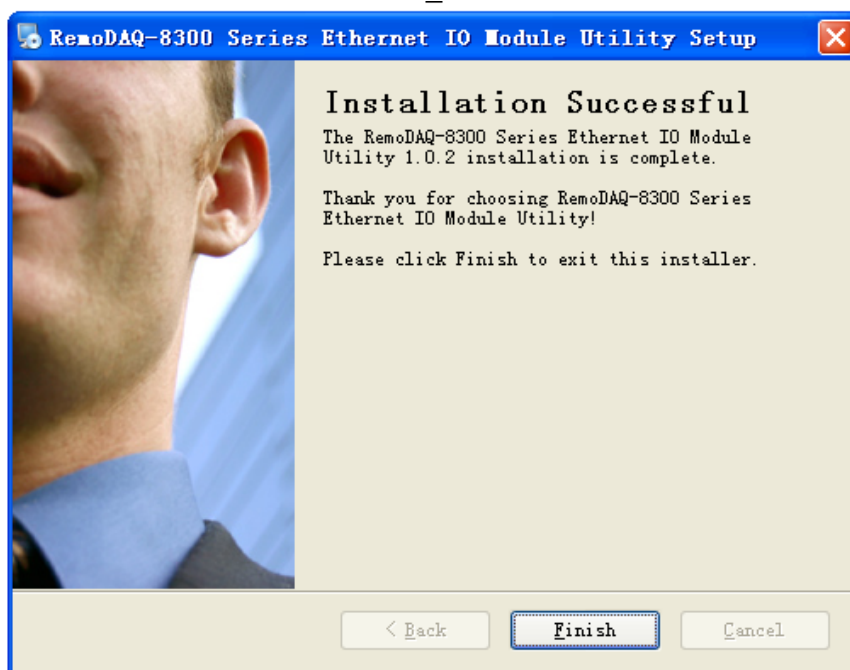 RemoDAQ-8300 Series Ethernet IO Module Utility Setup
Installation Successful
The RemoDAQ-8300 Series Ethernet IO Module
Utility 1.0.2 installation is complete.
Thank you for choosing RemoDAQ-8300 Series
Ethernet IO Module Utility!
Please click Finish to exit this installer.
< Back
Finish
Cancel